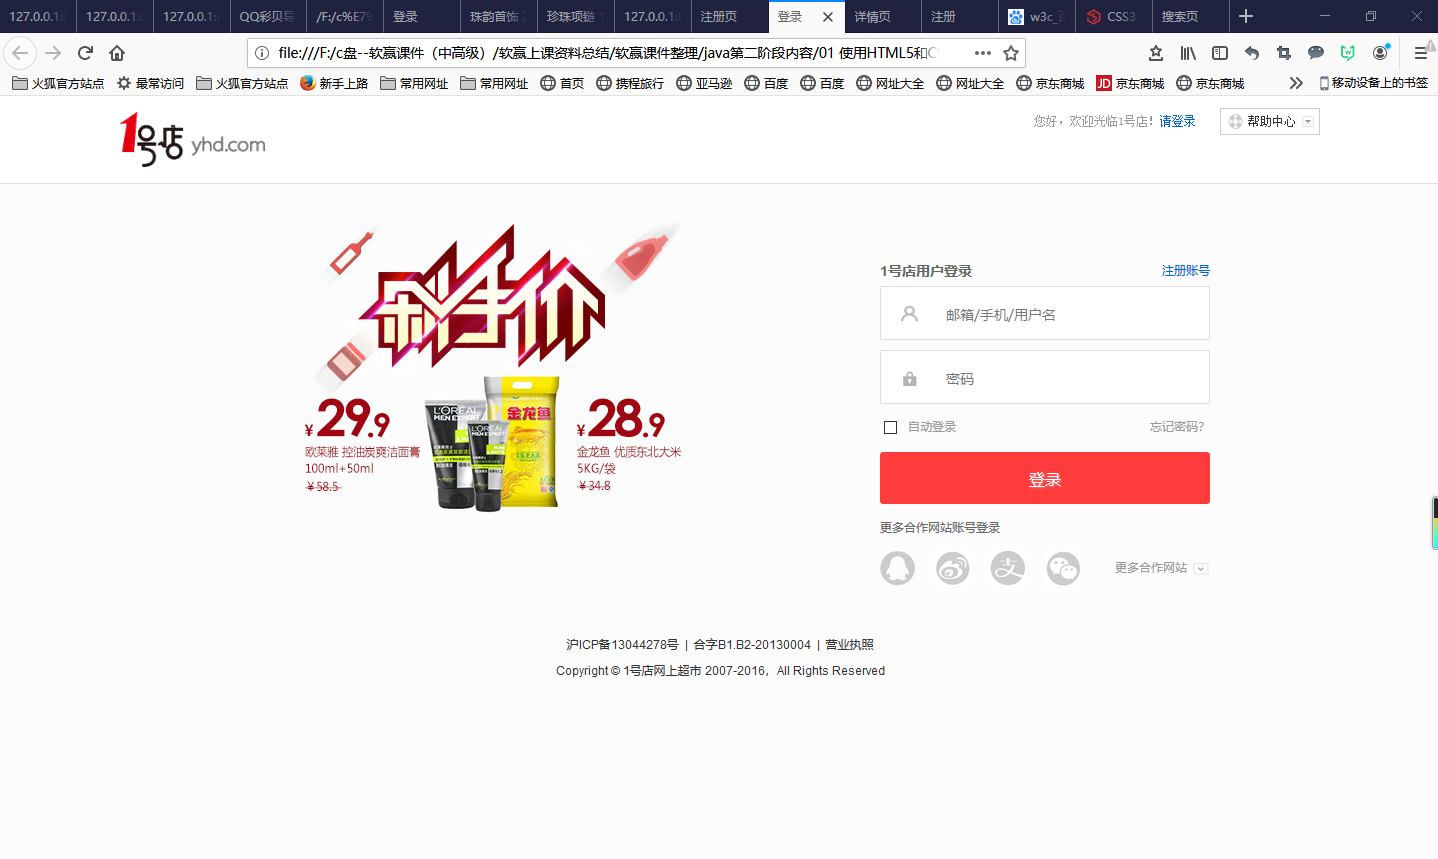 127.0.0.1:
127.0.0.1:
127.0.0.1:
QQ彩贝导
/F:/c%E79
登录
珠韵首饰
珍珠项链
127.0.0.1:
注册页
登录
详情页
注册
w3c_
CSS3
搜索页
file:///F:/c盘--软赢课件（中高级）/软赢上课资料总结/软赢课件整理/java第二阶段内容/01 使用HTML5和C
火狐官方站点
最常访问
火狐官方站点
新手上路
常用网址
常用网址
首页
携程旅行
亚马逊
百度
百度
网址大全
网址大全
京东商城
JD 京东商城
京东商城
移动设备上的书签
1号店 yhd.com
您好，欢迎光临1号店！请登录
帮助中心
秒杀价
¥29.9
欧莱雅 控油炭爽洁面膏
100ml+50ml
¥58.5
L'OREAL
MEN EXPERT
L'OREAL
MEN EXPERT
金龙鱼
¥28.9
金龙鱼 优质东北大米
5KG/袋
¥34.8
1号店用户登录
注册账号
邮箱/手机/用户名
密码
自动登录
忘记密码?
登录
更多合作网站账号登录
更多合作网站
沪ICP备13044278号 | 合字B1.B2-20130004 | 营业执照
Copyright © 1号店网上超市 2007-2016，All Rights Reserved